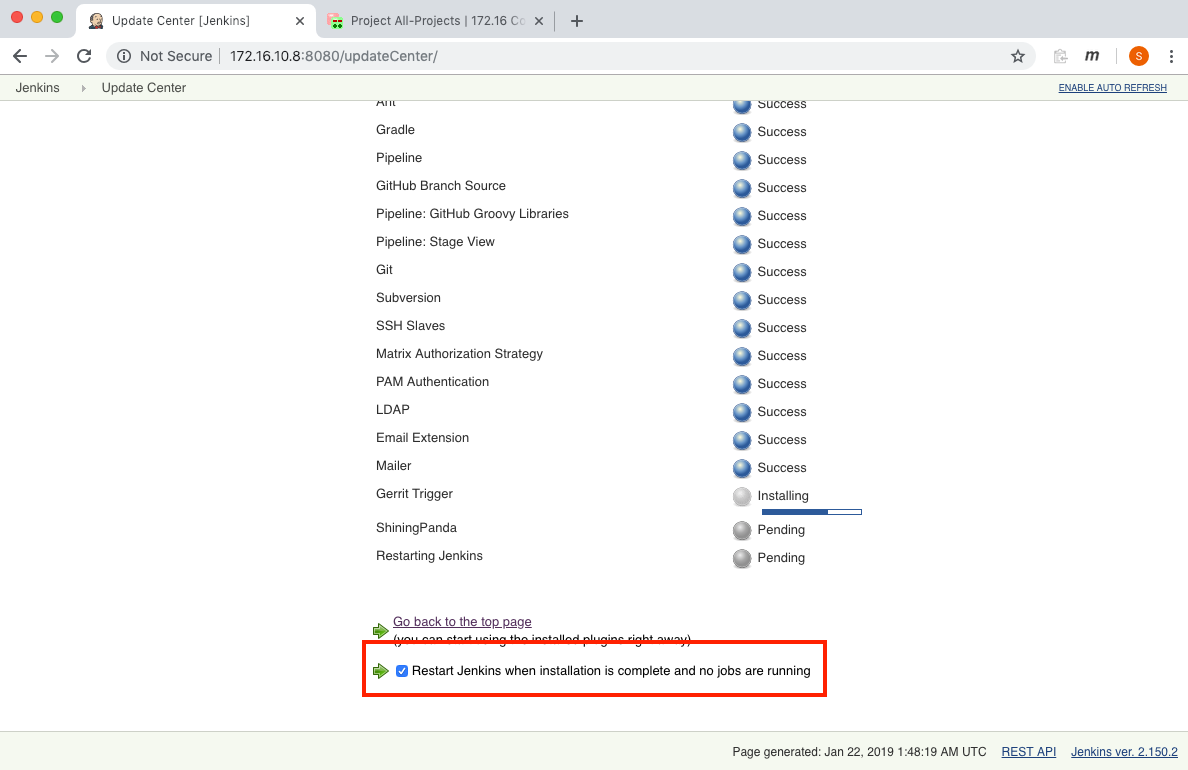 Update Center [Jenkins]
Project All-Projects | 172.16 Co
Not Secure
172.16.10.8:8080/updateCenter/
m
S
Jenkins
Update Center
ENABLE AUTO REFRESH
Ant Success
Gradle Success
Pipeline Success
GitHub Branch Source Success
Pipeline: GitHub Groovy Libraries Success
Pipeline: Stage View Success
Git Success
Subversion Success
SSH Slaves Success
Matrix Authorization Strategy Success
PAM Authentication Success
LDAP Success
Email Extension Success
Mailer Success
Gerrit Trigger Installing
ShiningPanda Pending
Restarting Jenkins Pending
Go back to the top page
(you can start using the installed plugins right away)
Restart Jenkins when installation is complete and no jobs are running
Page generated: Jan 22, 2019 1:48:19 AM UTC REST API Jenkins ver. 2.150.2